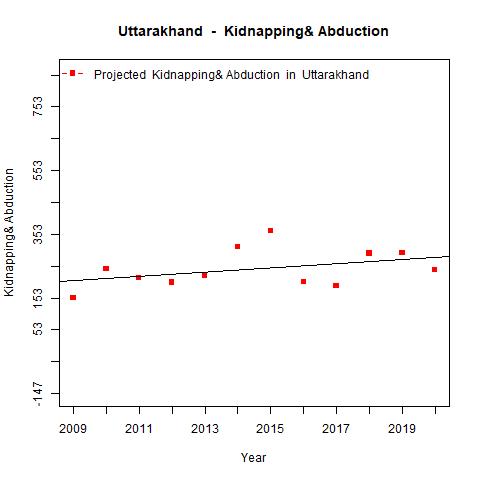 Uttarakhand - Kidnapping& Abduction
Projected Kidnapping& Abduction in Uttarakhand
753
553
353
153
53
-147
Kidnapping& Abduction
2009 2011 2013 2015 2017 2019
Year